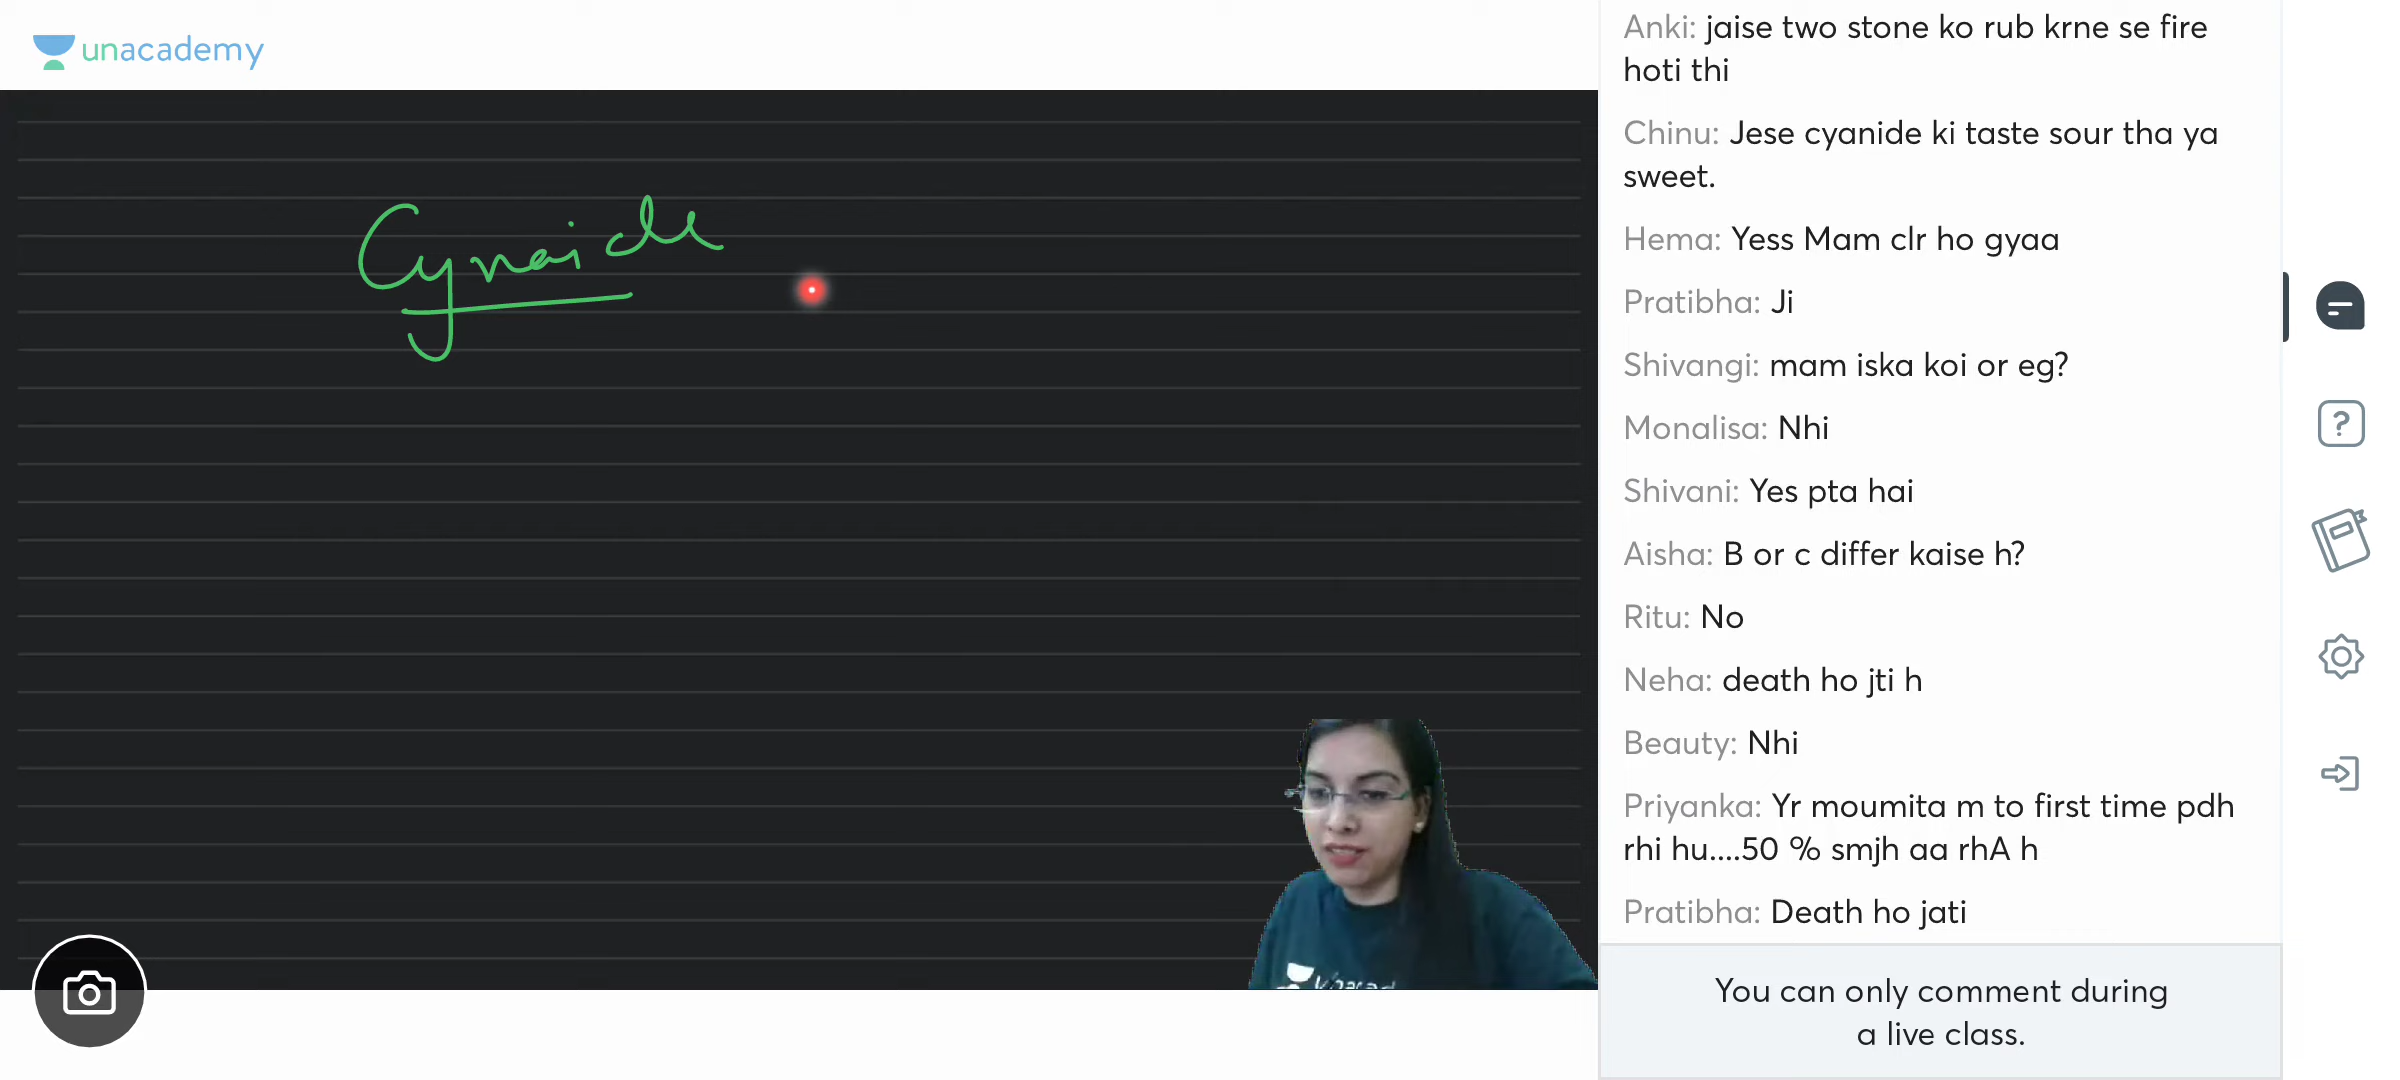 unacademy
Cynaide
Anki: jaise two stone ko rub krne se fire
hoti thi
Chinu: Jese cyanide ki taste sour tha ya
sweet.
Hema: Yess Mam clr ho gyaa
Pratibha: Ji
Shivangi: mam iska koi or eg?
Monalisa: Nhi
Shivani: Yes pta hai
Aisha: B or c differ kaise h?
Ritu: No
Neha: death ho jti h
Beauty: Nhi
Priyanka: Yr moumita m to first time pdh
rhi hu....50 % smjh aa rhA h
Pratibha: Death ho jati
You can only comment during
a live class.